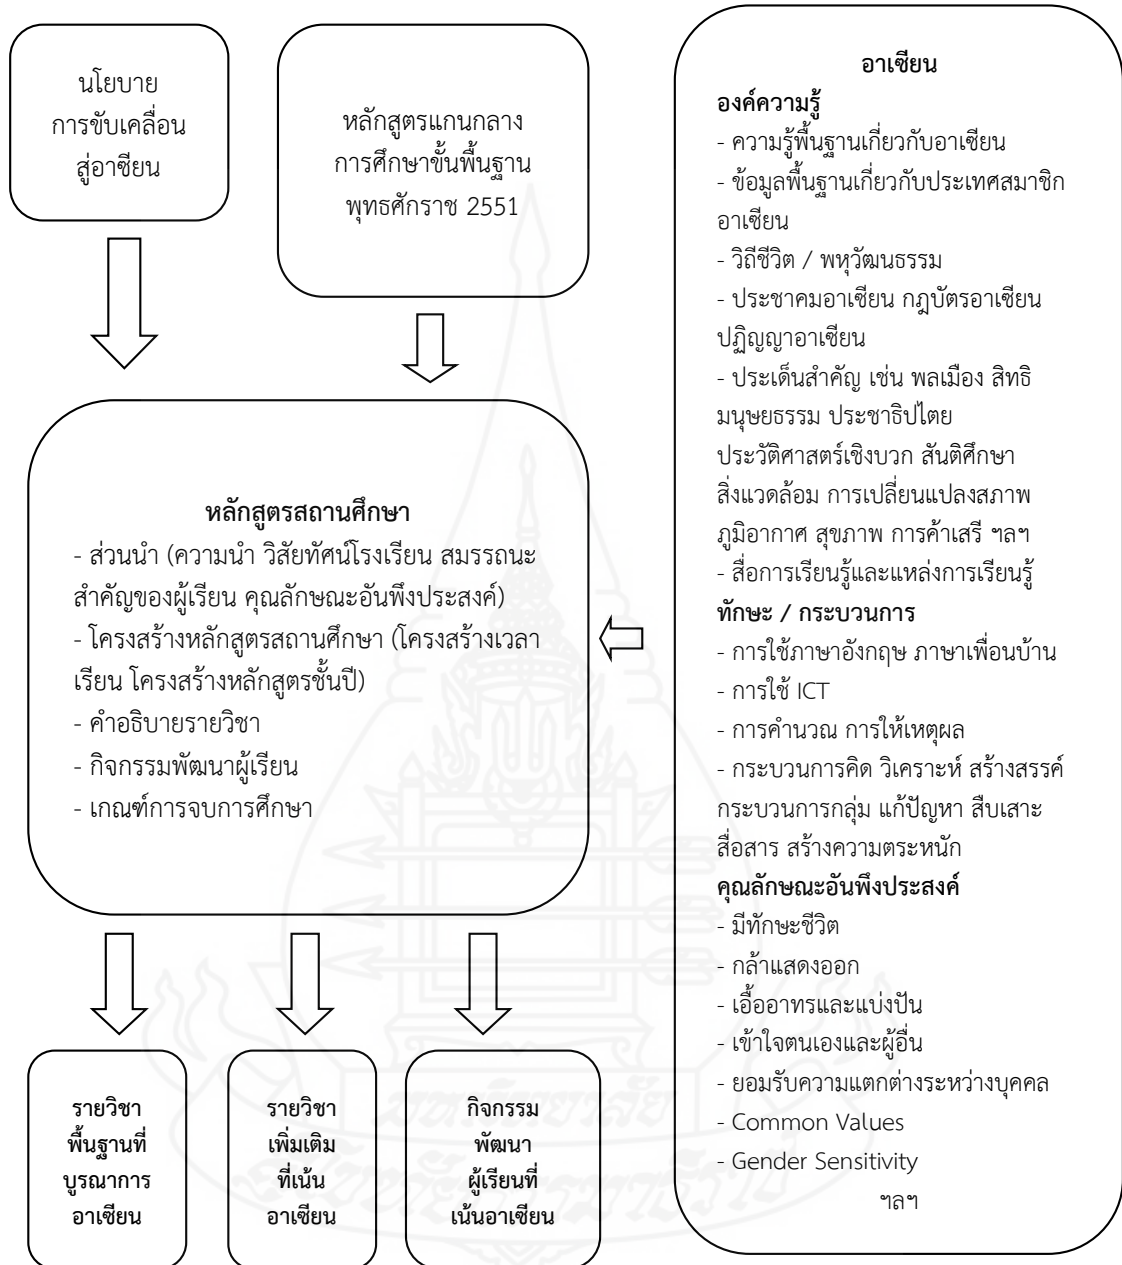 นโยบาย
การขับเคลื่อน
สู่อาซียน
หลักสูตรแกนกลาง
การศึกษาขั้นพื้นฐาน
พุทธศักราช 2551
หลักสูตรสถานศึกษา
- ส่วนนำ (ความนำ วิสัยทัศน์โรงเรียน สมรรถนะ
สำคัญของผู้เรียน คุณลักษณะอันพึงประสงค์)
- โครงสร้างหลักสูตรสถานศึกษา (โครงสร้างเวลา
เรียน โครงสร้างหลักสูตรชั้นปี)
- คำอธิบายรายวิชา
- กิจกรรมพัฒนาผู้เรียน
- เกณฑ์การจบการศึกษา
รายวิชา
พื้นฐานที่
บูรณาการ
อาเซียน
รายวิชา
เพิ่มเติม
ที่เน้น
อาเซียน
กิจกรรม
พัฒนา
ผู้เรียนที่
เน้นอาเซียน
อาเซียน
องค์ความรู้
- ความรู้พื้นฐานเกี่ยวกับอาเซียน
- ข้อมูลพื้นฐานเกี่ยวกับประเทศสมาชิก
อาเซียน
- วิถีชีวิต / พหุวัฒนธรรม
- ประชาคมอาเซียน กฎบัตรอาเซียน
ปฏิญญาอาเซียน
- ประเด็นสำคัญ เช่น พลเมือง สิทธิ
มนุษยธรรม ประชาธิปไตย
ประวัติศาสตร์เชิงบวก สันติศึกษา
สิ่งแวดล้อม การเปลี่ยนแปลงสภาพ
ภูมิอากาศ สุขภาพ การค้าเสรี ฯลฯ
- สื่อการเรียนรู้และแหล่งการเรียนรู้
ทักษะ / กระบวนการ
- การใช้ภาษาอังกฤษ ภาษาเพื่อนบ้าน
- การใช้ ICT
- การคำนวณ การให้เหตุผล
- กระบวนการคิด วิเคราะห์ สร้างสรรค์
กระบวนการกลุ่ม แก้ปัญหา สืบเสาะ
สื่อสาร สร้างความตระหนัก
คุณลักษณะอันพึงประสงค์
- มีทักษะชีวิต
- กล้าแสดงออก
- เอื้ออาทรและแบ่งปัน
- เข้าใจตนเองและผู้อื่น
- ยอมรับความแตกต่างระหว่างบุคคล
- Common Values
- Gender Sensitivity
ฯลฯ